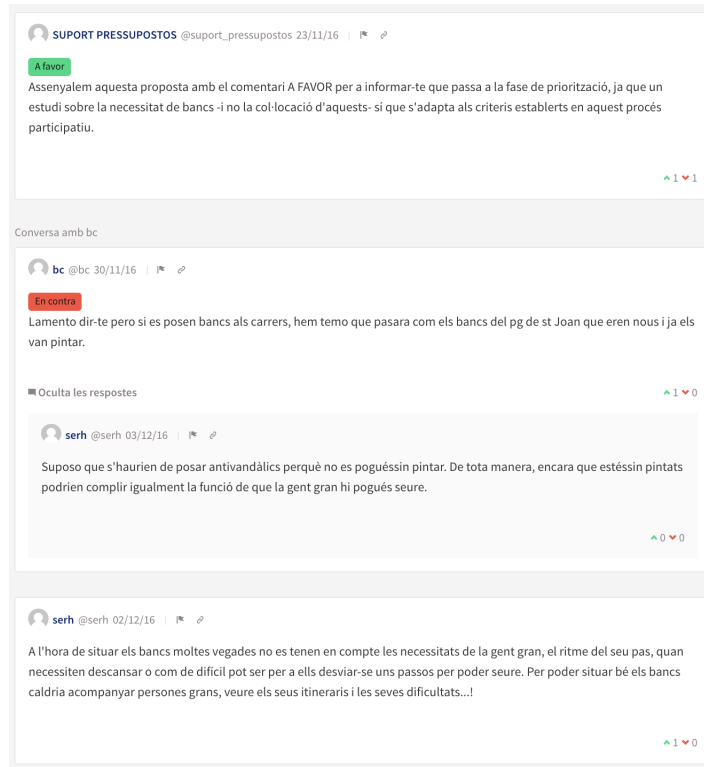 SUPORT PRESSUPOSTOS @suport_pressupostos 23/11/16
A favor
Assenyalem aquesta proposta amb el comentari A FAVOR per a informar-te que passa a la fase de priorització, ja que un
estudi sobre la necessitat de bancs -i no la col·locació d'aquests- sí que s'adapta als criteris establerts en aquest procés
participatiu.
1 1
Conversa amb bc
bc @bc 30/11/16
En contra
Lamento dir-te pero si es posen bancs als carrers, hem temo que pasara com els bancs del pg de st Joan que eren nous i ja els
van pintar.
Oculta les respostes 1 0
serh @serh 03/12/16
Suposo que s'haurien de posar antivandàlics perquè no es poguéssin pintar. De tota manera, encara que estéssin pintats
podrien complir igualment la funció de que la gent gran hi pogués seure.
0 0
serh @serh 02/12/16
A l'hora de situar els bancs moltes vegades no es tenen en compte les necessitats de la gent gran, el ritme del seu pas, quan
necessiten descansar o com de difícil pot ser per a ells desviar-se uns passos per poder seure. Per poder situar bé els bancs
caldria acompanyar persones grans, veure els seus itineraris i les seves dificultats...!
1 0